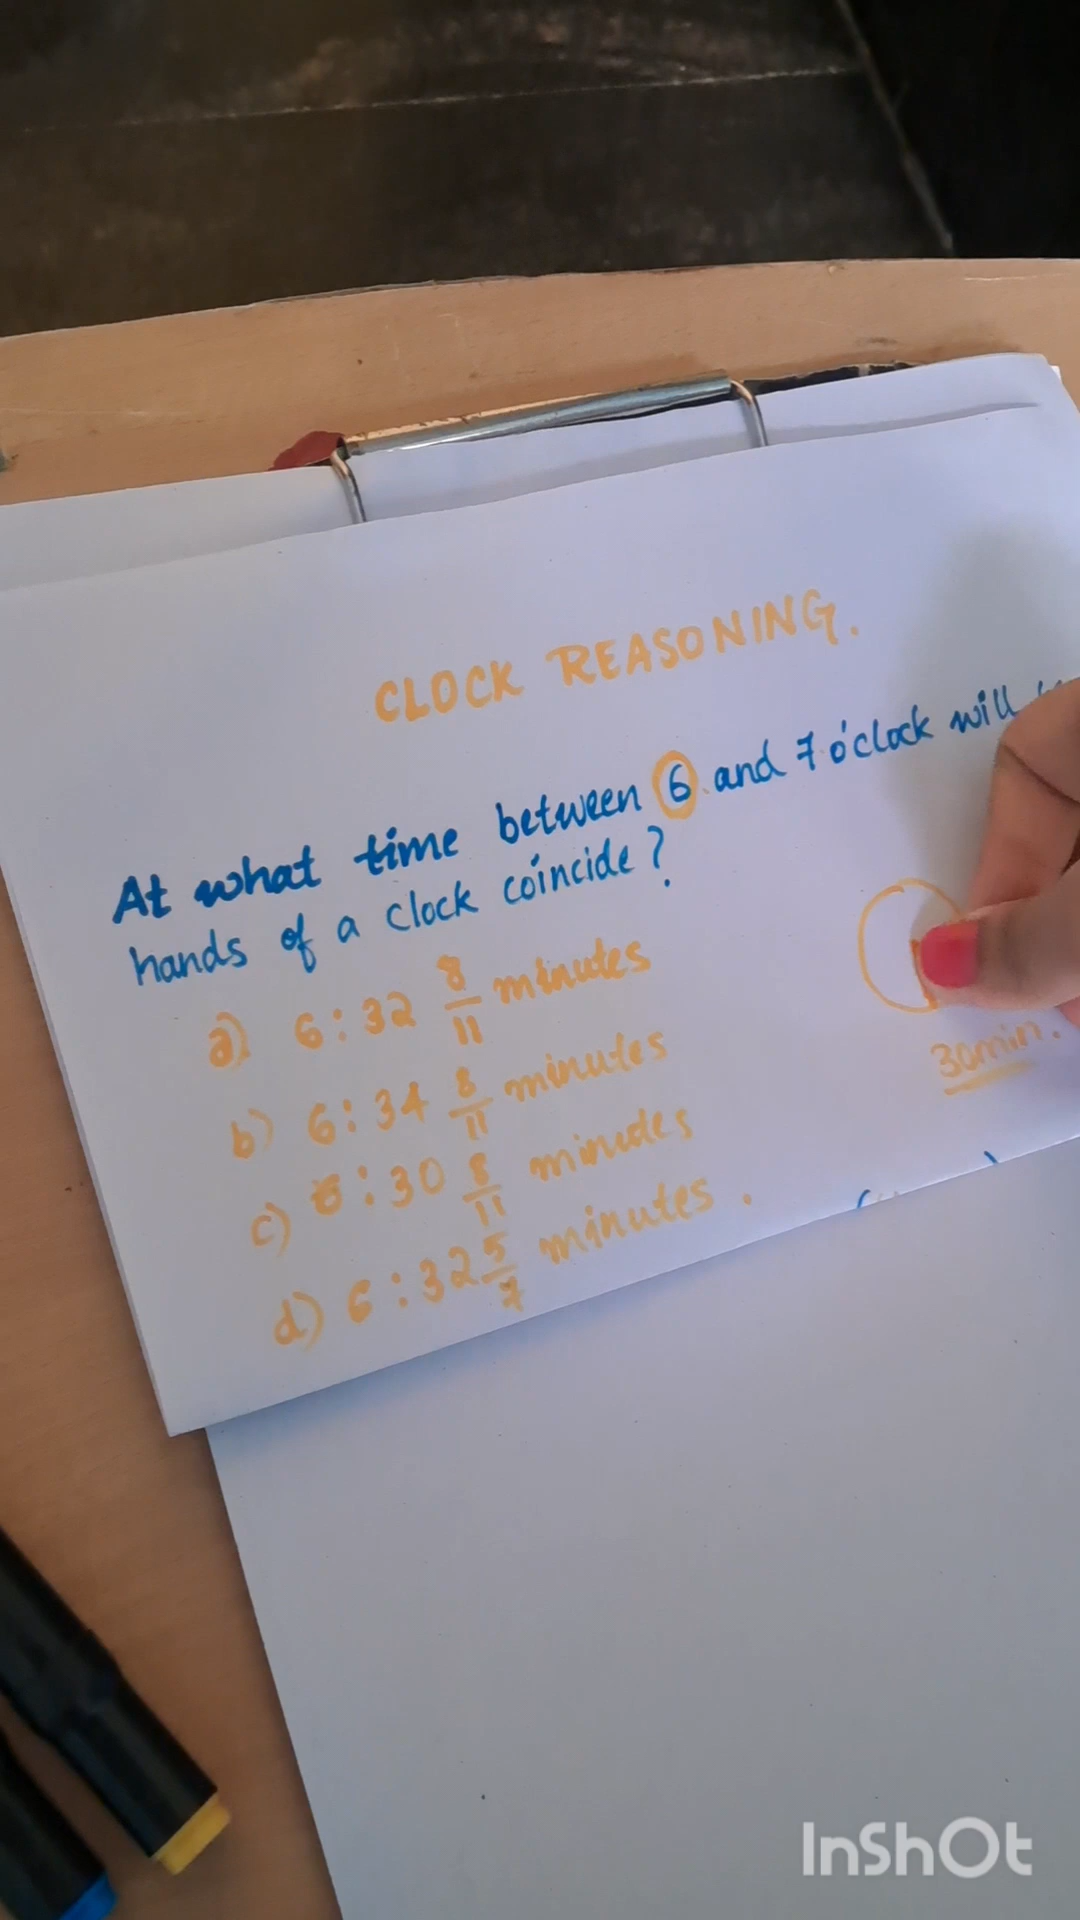 CLOCK REASONING.
At what time between 6 and 7 o'clock will
hands of a clock coincide?
a) 6:32 8/11 minutes
b) 6:34 8/11 minutes
c) 6:30 8/11 minutes
d) 6:32 5/7 minutes.
30min.
InShOt